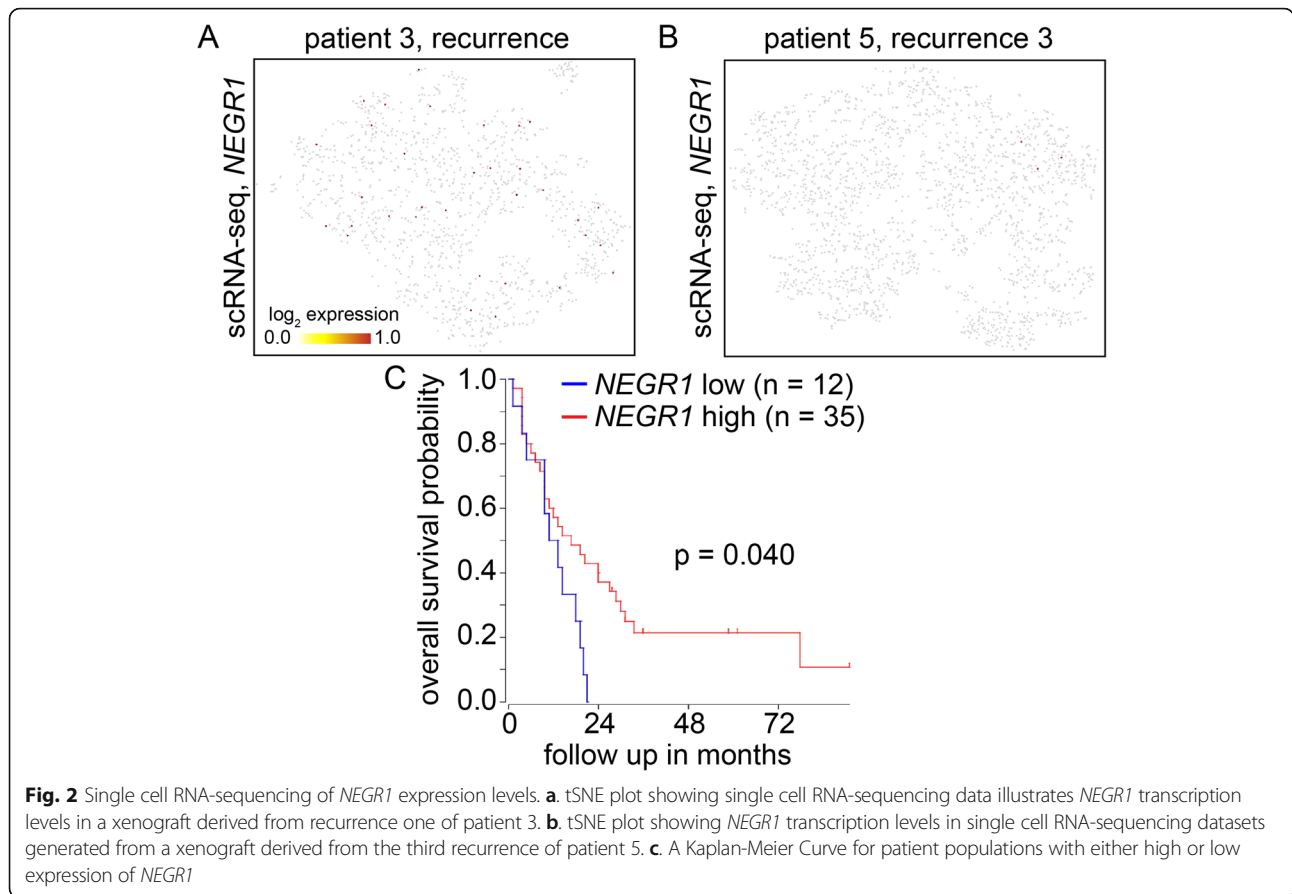 A patient 3, recurrence
scRNA-seq, NEGR1
log2 expression
0.0 1.0
B patient 5, recurrence 3
scRNA-seq, NEGR1
C
overall survival probability
1.0
0.8
0.6
0.4
0.2
0.0
NEGR1 low (n = 12)
NEGR1 high (n = 35)
p = 0.040
0 24 48 72
follow up in months
Fig. 2 Single cell RNA-sequencing of NEGR1 expression levels. a. tSNE plot showing single cell RNA-sequencing data illustrates NEGR1 transcription
levels in a xenograft derived from recurrence one of patient 3. b. tSNE plot showing NEGR1 transcription levels in single cell RNA-sequencing datasets
generated from a xenograft derived from the third recurrence of patient 5. c. A Kaplan-Meier Curve for patient populations with either high or low
expression of NEGR1